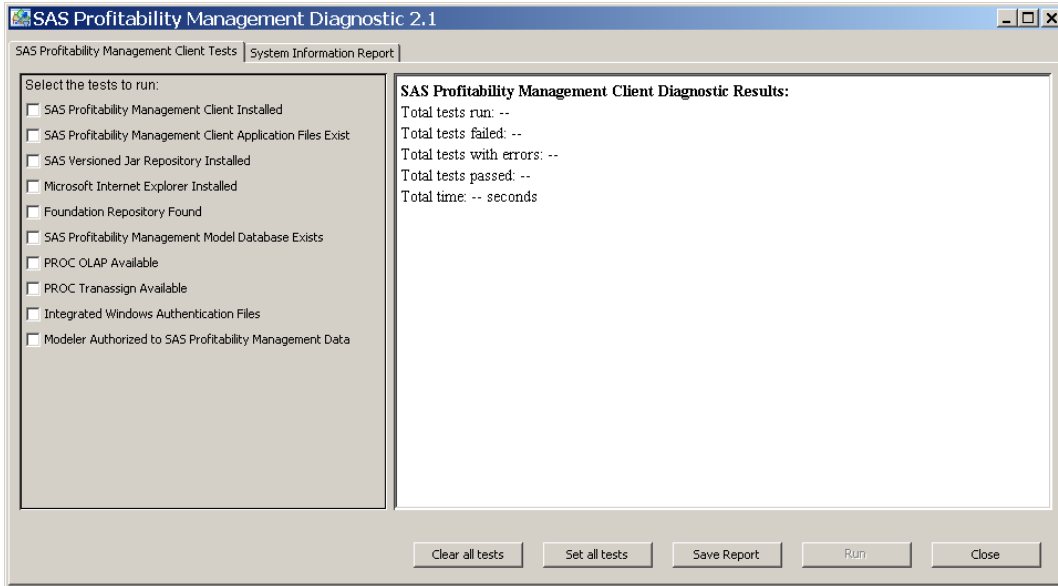 SAS Profitability Management Diagnostic 2.1
SAS Profitability Management Client Tests
System Information Report
Select the tests to run:
SAS Profitability Management Client Installed
SAS Profitability Management Client Application Files Exist
SAS Versioned Jar Repository Installed
Microsoft Internet Explorer Installed
Foundation Repository Found
SAS Profitability Management Model Database Exists
PROC OLAP Available
PROC Tranassign Available
Integrated Windows Authentication Files
Modeler Authorized to SAS Profitability Management Data
SAS Profitability Management Client Diagnostic Results:
Total tests run: --
Total tests failed: --
Total tests with errors: --
Total tests passed: --
Total time: -- seconds
Clear all tests
Set all tests
Save Report
Run
Close